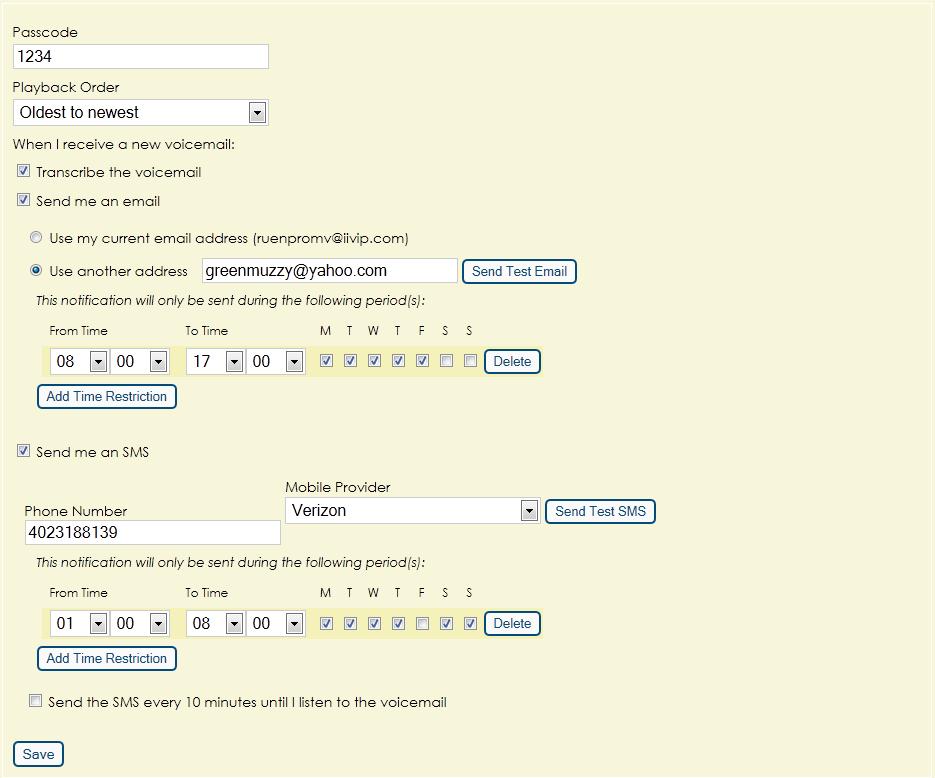 Passcode
1234
Playback Order
Oldest to newest
When I receive a new voicemail:
Transcribe the voicemail
Send me an email
Use my current email address (ruenpromv@iivip.com)
Use another address greenmuzzy@yahoo.com Send Test Email
This notification will only be sent during the following period(s):
From Time To Time M T W T F S S
08 00 17 00 Delete
Add Time Restriction
Send me an SMS
Mobile Provider
Verizon Send Test SMS
Phone Number
4023188139
This notification will only be sent during the following period(s):
From Time To Time M T W T F S S
01 00 08 00 Delete
Add Time Restriction
Send the SMS every 10 minutes until I listen to the voicemail
Save